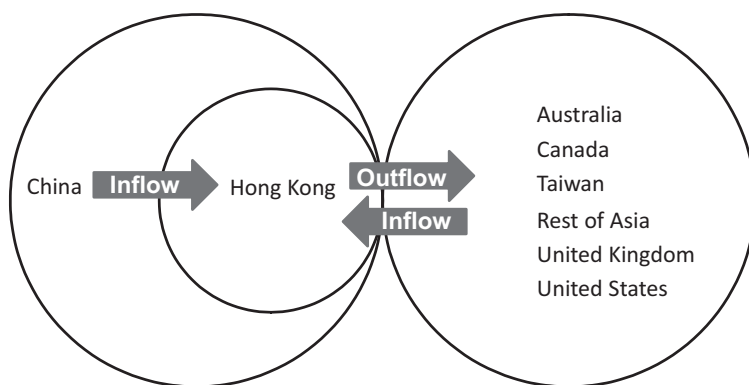 China
Inflow
Hong Kong
Outflow
Inflow
Australia
Canada
Taiwan
Rest of Asia
United Kingdom
United States